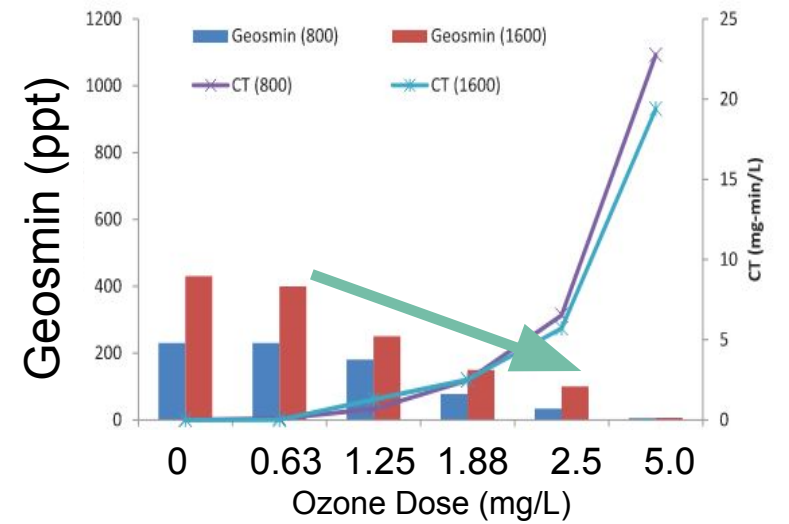 Geosmin (800) Geosmin (1600)
CT (800) CT (1600)
Geosmin (ppt)
1200
1000
800
600
400
200
0
25
20
15
10
5
0
CT (mg-min/L)
0 0.63 1.25 1.88 2.5 5.0
Ozone Dose (mg/L)